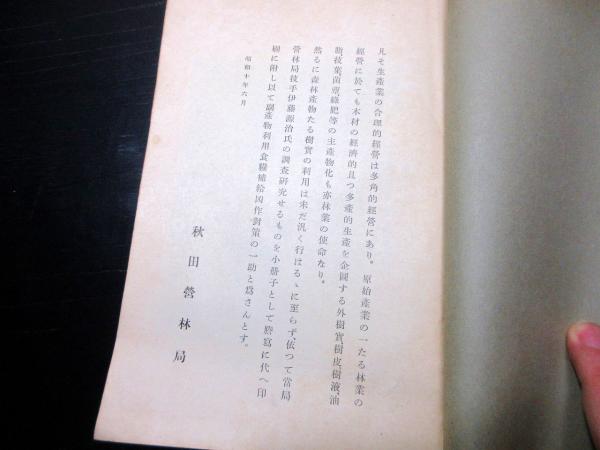 凡そ生產業の合理的經營は多角的經營にあり。原始產業の一たる林業の
經營に於ても木材の經濟的且つ多產的生產を企圖する外樹實、樹皮、樹液、油
脂、枝葉、菌蕈、綠肥等の主產物化も亦林業の使命なり。
然るに森林產物たる樹實の利用は未だ汎く行はるゝに至らず、依つて當局
營林局技手伊藤源治氏の調査硏究せるものを小册子として謄寫に代へ印
刷に附し以て副產物利用食糧補給凶作對策の一助と爲さんとす。
昭和十年六月
秋田營林局